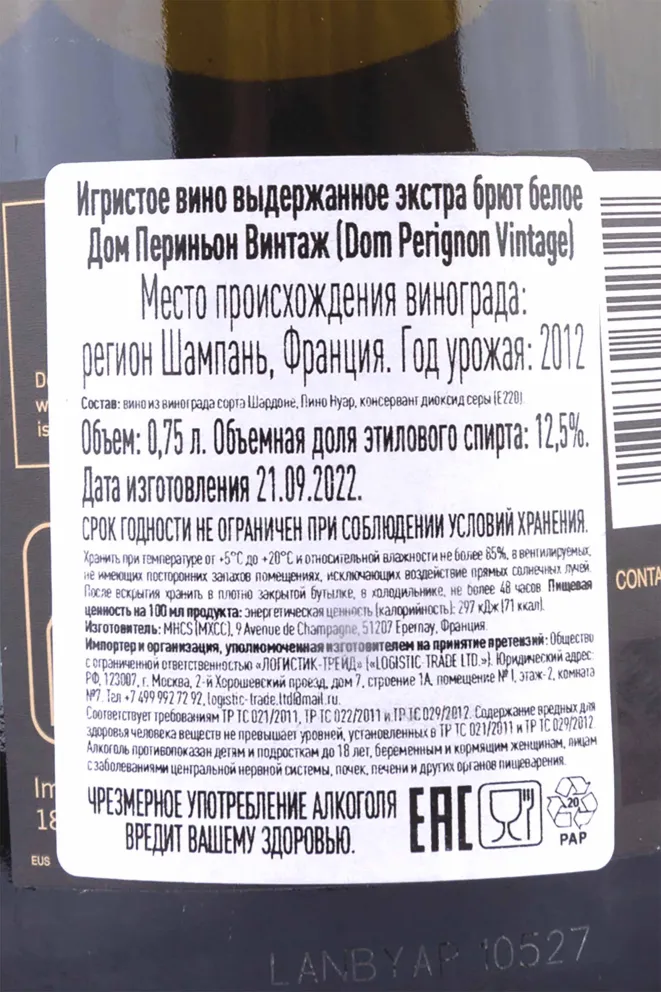 Игристое вино выдержанное экстра брют белое
Дом Периньон Винтаж (Dom Perignon Vintage)
Место происхождения винограда:
регион Шампань, Франция. Год урожая: 2012
Состав: вино из винограда сорта Шардоне, Пино Нуар, консервант диоксид серы (Е220).
Объем: 0,75 л. Объемная доля этилового спирта: 12,5%.
Дата изготовления 21.09.2022.
СРОК ГОДНОСТИ НЕ ОГРАНИЧЕН ПРИ СОБЛЮДЕНИИ УСЛОВИЙ ХРАНЕНИЯ.
Хранить при температуре от +5°С до +20°С и относительной влажности не более 85%, в вентилируемых,
не имеющих посторонних запахов помещениях, исключающих воздействие прямых солнечных лучей.
После вскрытия хранить в плотно закрытой бутылке, в холодильнике, не более 48 часов Пищевая
ценность на 100 мл продукта: энергетическая ценность (калорийность): 297 кДж (71 ккал).
Изготовитель: MHCS (МХСС), 9 Avenue de Champagne, 51207 Epernay, Франция.
Импортер и организация, уполномоченная изготовителем на принятие претензий: Общество
с ограниченной ответственностью «ЛОГИСТИК-ТРЕЙД» («LOGISTIC TRADE LTD.»). Юридический адрес:
РФ, 123007, г. Москва, 2-й Хорошевский проезд, дом 7, строение 1А, помещение № I, этаж-2, комната
№7. Тел +7 499 992 72 92, logistic-trade.ltd@mail.ru.
Соответствует требованиям ТР ТС 021/2011, ТР ТС 022/2011 и ТР ТС 029/2012. Содержание вредных для
здоровья человека веществ не превышает уровней, установленных в ТР ТС 021/2011 и ТР ТС 029/2012.
Алкоголь противопоказан детям и подросткам до 18 лет, беременным и кормящим женщинам, лицам
с заболеваниями центральной нервной системы, почек, печени и других органов пищеварения.
ЧРЕЗМЕРНОЕ УПОТРЕБЛЕНИЕ АЛКОГОЛЯ
ВРЕДИТ ВАШЕМУ ЗДОРОВЬЮ.
EAC
20
PAP
CONTA
Im
18
EUS
LANBYAP 10527